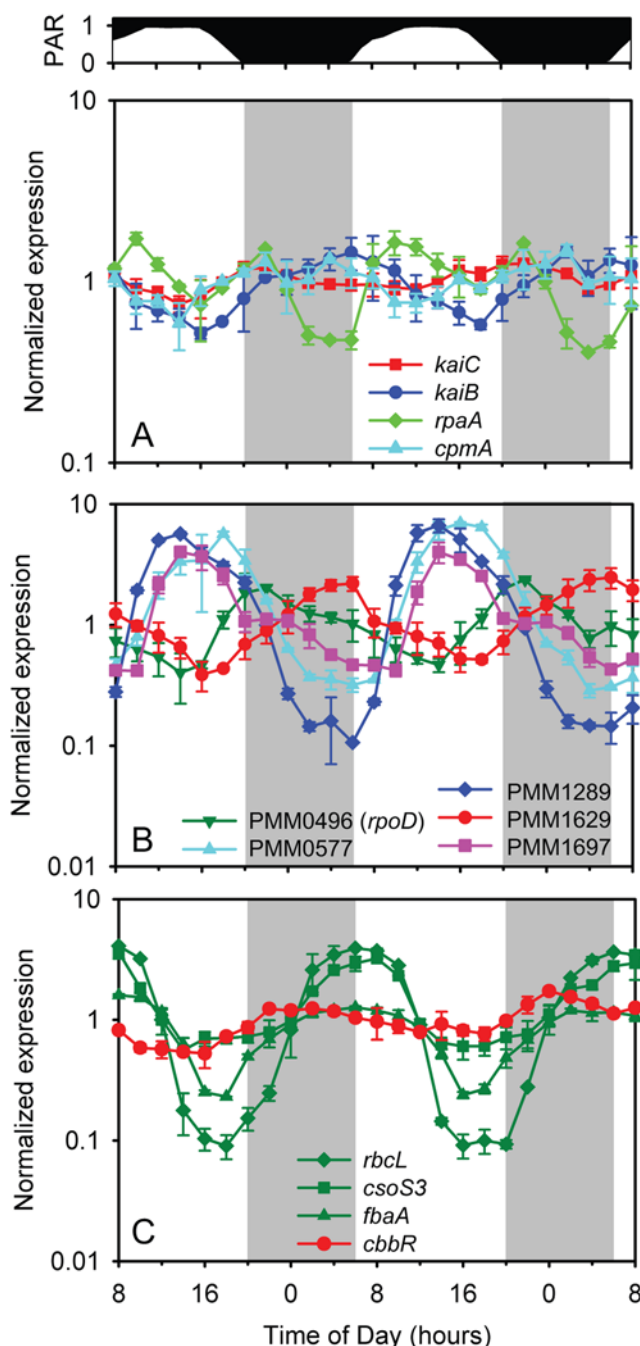 PAR
1
0
Normalized expression
10
1
0.1
A
kaiC
kaiB
rpaA
cpmA
Normalized expression
10
1
0.1
0.01
B
PMM0496 (rpoD)
PMM0577
PMM1289
PMM1629
PMM1697
Normalized expression
10
1
0.1
0.01
C
rbcL
csoS3
fbaA
cbbR
8 16 0 8 16 0 8
Time of Day (hours)